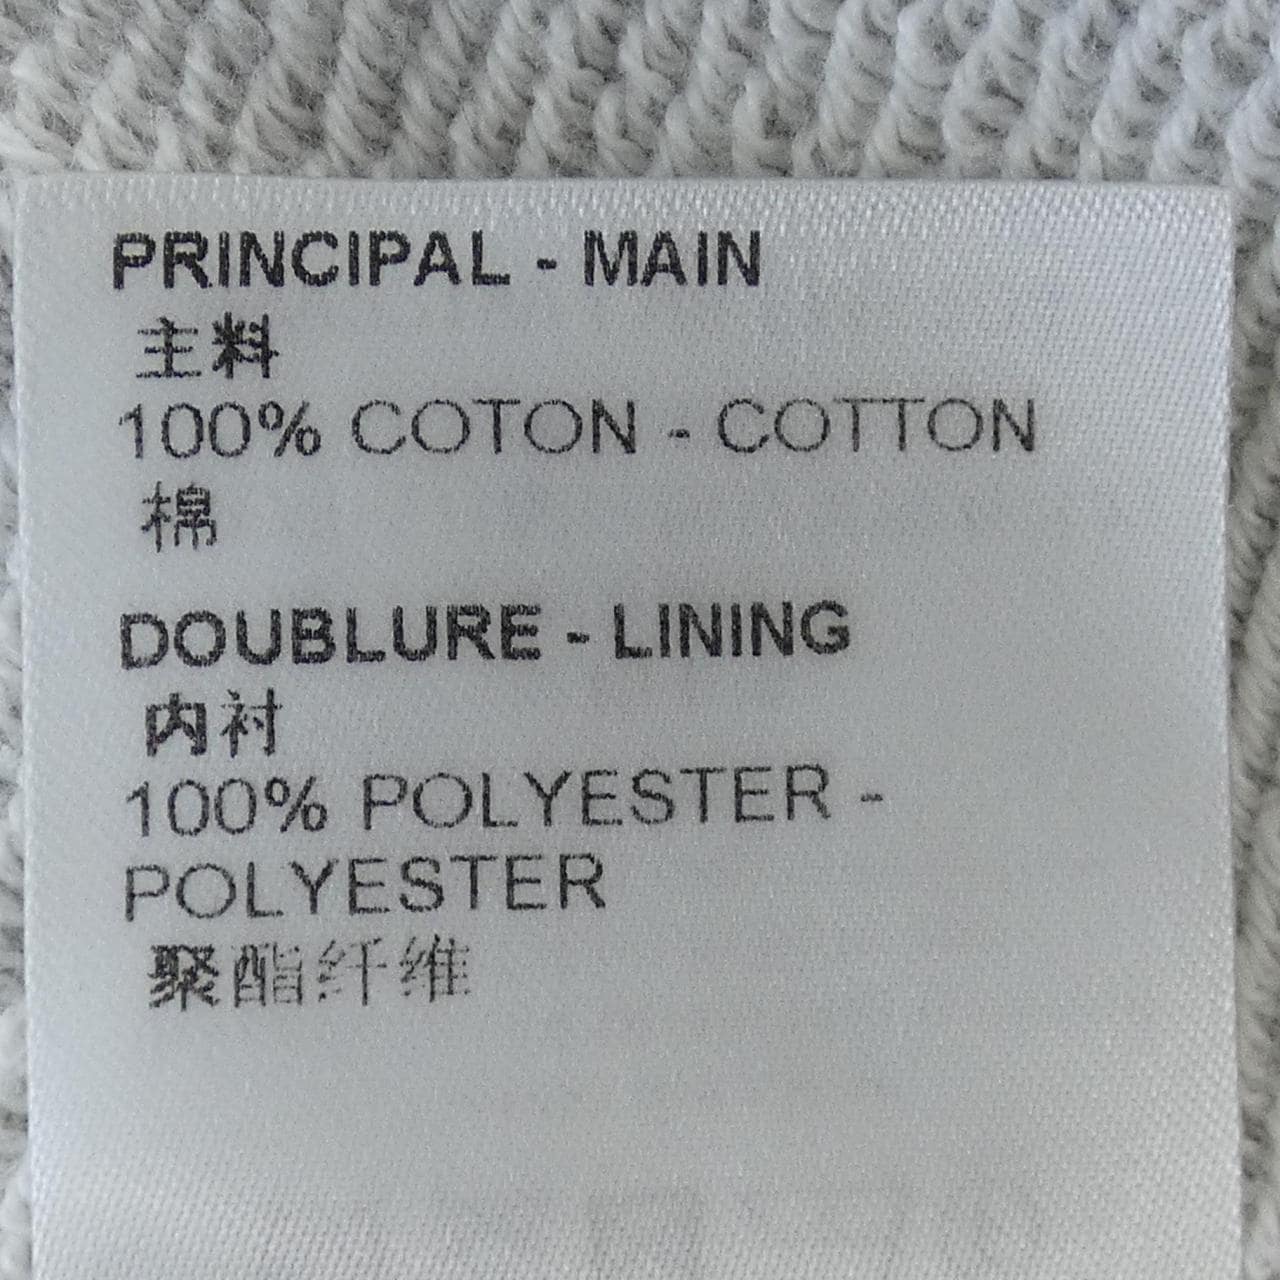 PRINCIPAL - MAIN
主料
100% COTON - COTTON
棉
DOUBLURE - LINING
内衬
100% POLYESTER -
POLYESTER
聚酯纤维